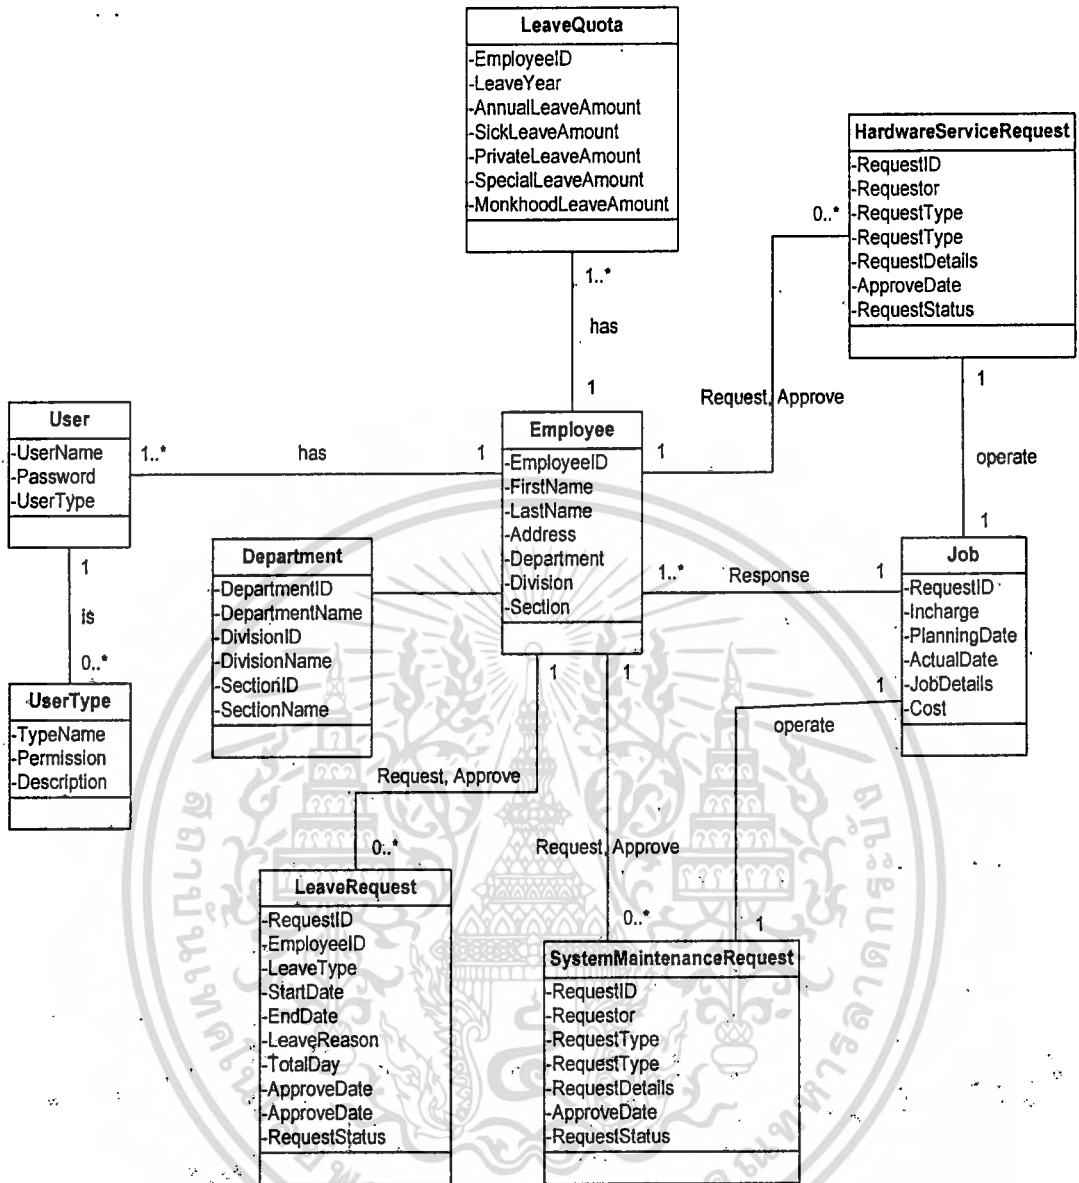 LeaveQuota
-EmployeeID
-LeaveYear
-AnnualLeaveAmount
-SickLeaveAmount
-PrivateLeaveAmount
-SpecialLeaveAmount
-MonkhoodLeaveAmount
HardwareServiceRequest
-RequestID
-Requestor
-RequestType
-RequestType
-RequestDetails
-ApproveDate
-RequestStatus
0..*
1..*
has
1
1
Request, Approve
User
-UserName
-Password
-UserType
1..*
has
1
Employee
-EmployeeID
-FirstName
-LastName
-Address
-Department
-Division
-Section
1
operate
1
Department
-DepartmentID
-DepartmentName
-DivisionID
-DivisionName
-SectionID
-SectionName
1..*
Response
1
Job
-RequestID
-Incharge
-PlanningDate
-ActualDate
-JobDetails
-Cost
1
is
0..*
UserType
-TypeName
-Permission
-Description
1
1
1
operate
Request, Approve
0..*
Request, Approve
0..*
1
LeaveRequest
-RequestID
-EmployeeID
-LeaveType
-StartDate
-EndDate
-LeaveReason
-TotalDay
-ApproveDate
-ApproveDate
-RequestStatus
SystemMaintenanceRequest
-RequestID
-Requestor
-RequestType
-RequestType
-RequestDetails
-ApproveDate
-RequestStatus